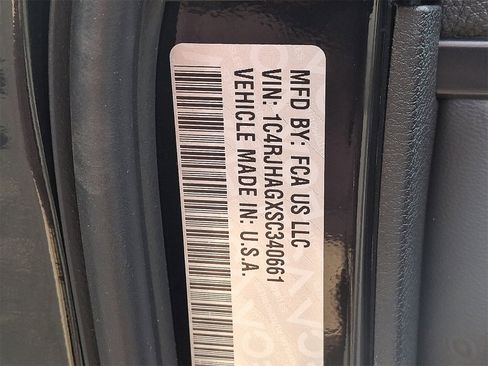 MFD BY: FCA US LLC
VIN: 1C4RJHAGXSC340661
VEHICLE MADE IN: U.S.A.